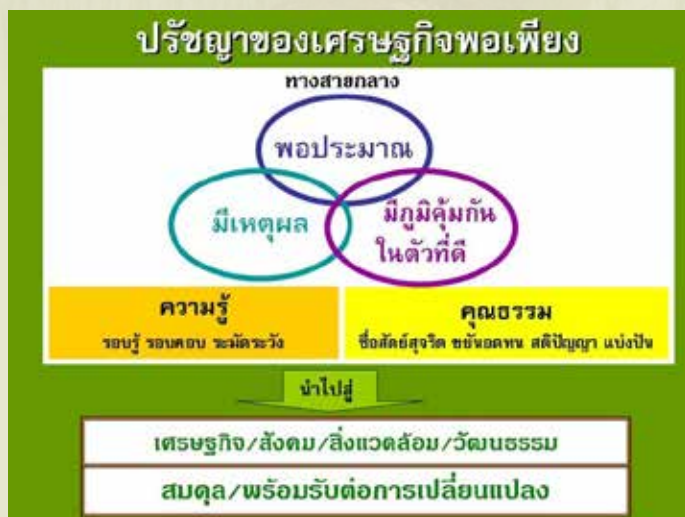 ปรัชญาของเศรษฐกิจพอเพียง
ทางสายกลาง
พอประมาณ
มีเหตุผล
มีภูมิคุ้มกัน
ในตัวที่ดี
ความรู้
รอบรู้ รอบคอบ ระมัดระวัง
คุณธรรม
ซื่อสัตย์สุจริต ขยันอดทน สติปัญญา แบ่งปัน
นำไปสู่
เศรษฐกิจ/สังคม/สิ่งแวดล้อม/วัฒนธรรม
สมดุล/พร้อมรับต่อการเปลี่ยนแปลง